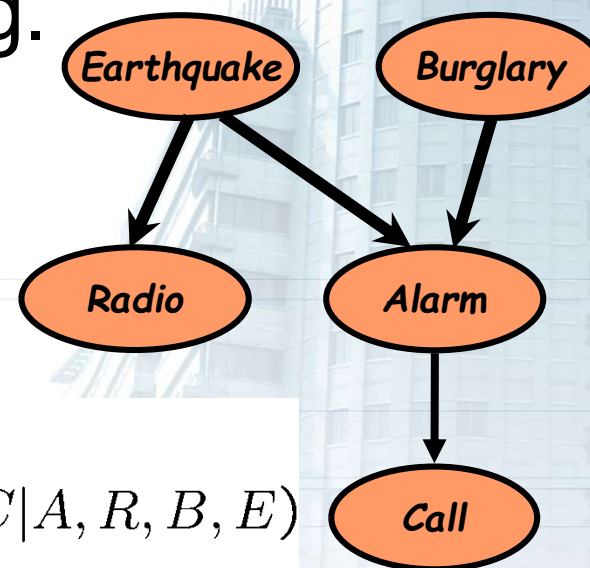 g.
Earthquake Burglary
Radio Alarm
C|A, R, B, E)
Call